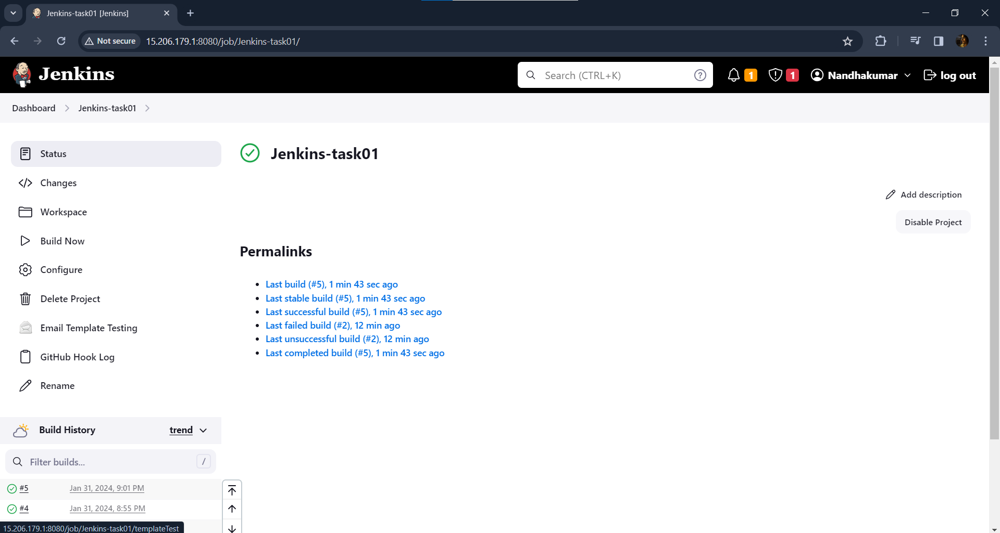 Jenkins-task01 [Jenkins]
Not secure 15.206.179.1:8080/job/Jenkins-task01/
Jenkins
Search (CTRL+K)
?
1
1
Nandhakumar
log out
Dashboard
Jenkins-task01
Status
Changes
Workspace
Build Now
Configure
Delete Project
Email Template Testing
GitHub Hook Log
Rename
Build History
trend
Filter builds...
/
#5 Jan 31, 2024, 9:01 PM
#4 Jan 31, 2024, 8:55 PM
15.206.179.1:8080/job/Jenkins-task01/templateTest
Jenkins-task01
Add description
Disable Project
Permalinks
Last build (#5), 1 min 43 sec ago
Last stable build (#5), 1 min 43 sec ago
Last successful build (#5), 1 min 43 sec ago
Last failed build (#2), 12 min ago
Last unsuccessful build (#2), 12 min ago
Last completed build (#5), 1 min 43 sec ago